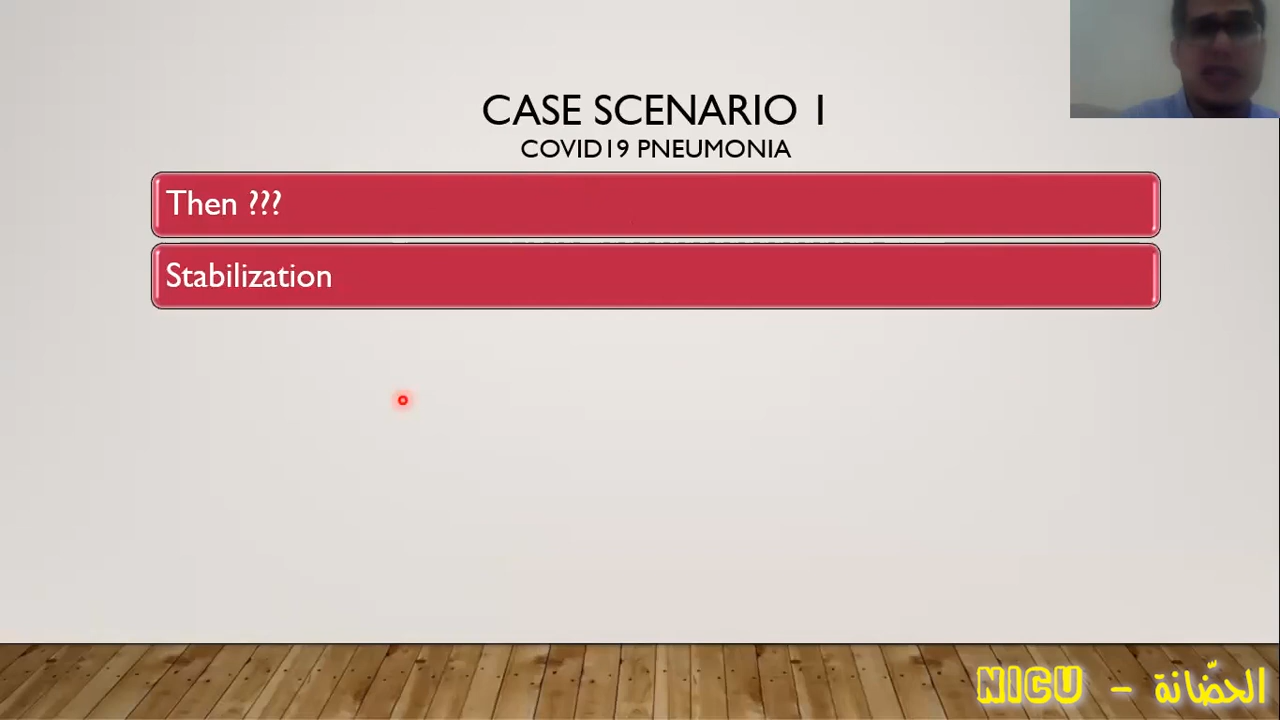 CASE SCENARIO 1
COVID19 PNEUMONIA
Then ???
Stabilization
NICU - الحضّانة